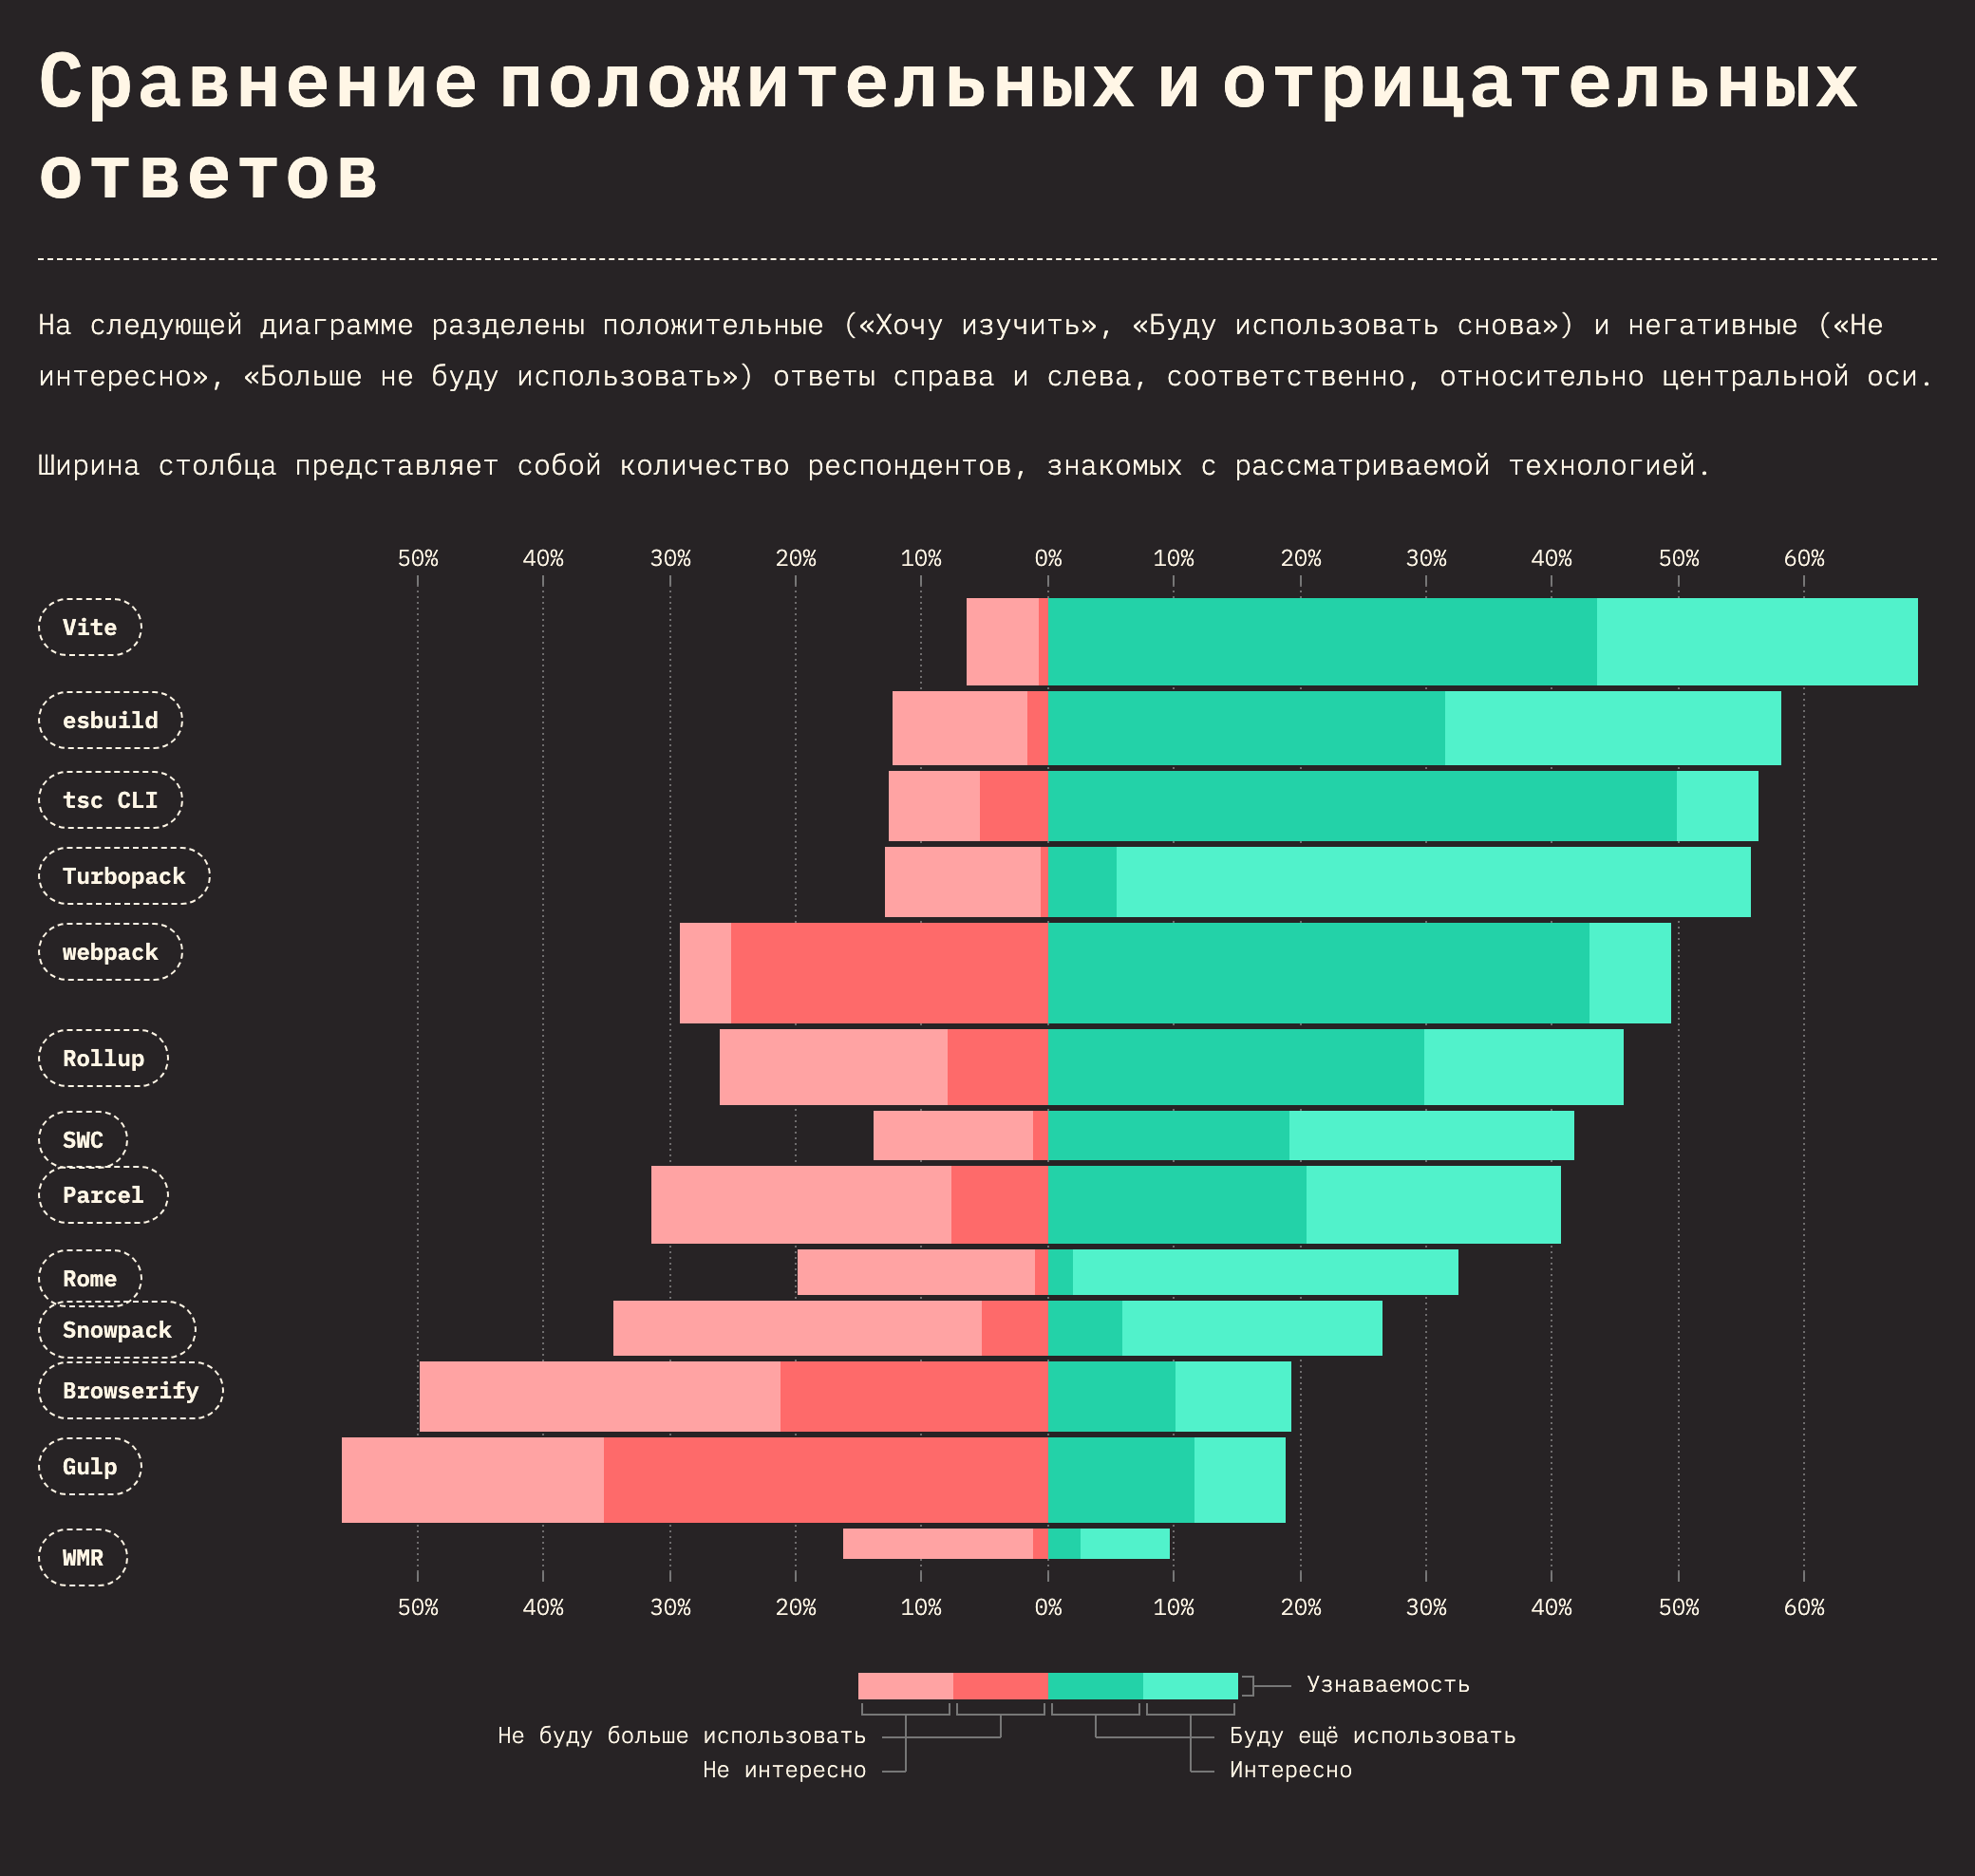 Сравнение положительных и отрицательных
ответов
На следующей диаграмме разделены положительные («Хочу изучить», «Буду использовать снова») и негативные («Не
интересно», «Больше не буду использовать») ответы справа и слева, соответственно, относительно центральной оси.
Ширина столбца представляет собой количество респондентов, знакомых с рассматриваемой технологией.
50% 40% 30% 20% 10% 0% 10% 20% 30% 40% 50% 60%
Vite
esbuild
tsc CLI
Turbopack
webpack
Rollup
SWC
Parcel
Rome
Snowpack
Browserify
Gulp
WMR
50% 40% 30% 20% 10% 0% 10% 20% 30% 40% 50% 60%
Узнаваемость
Не буду больше использовать Буду ещё использовать
Не интересно Интересно